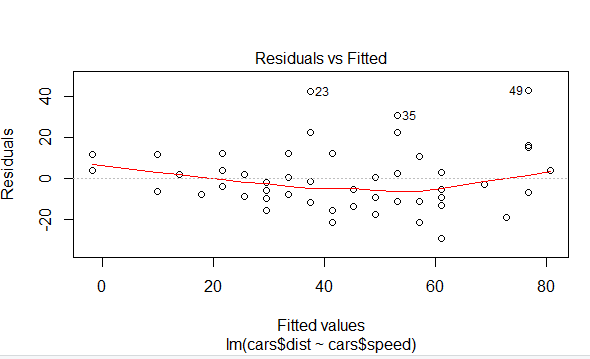 Residuals vs Fitted
Residuals
40
20
0
-20
23
35
49
0 20 40 60 80
Fitted values
lm(cars$dist ~ cars$speed)